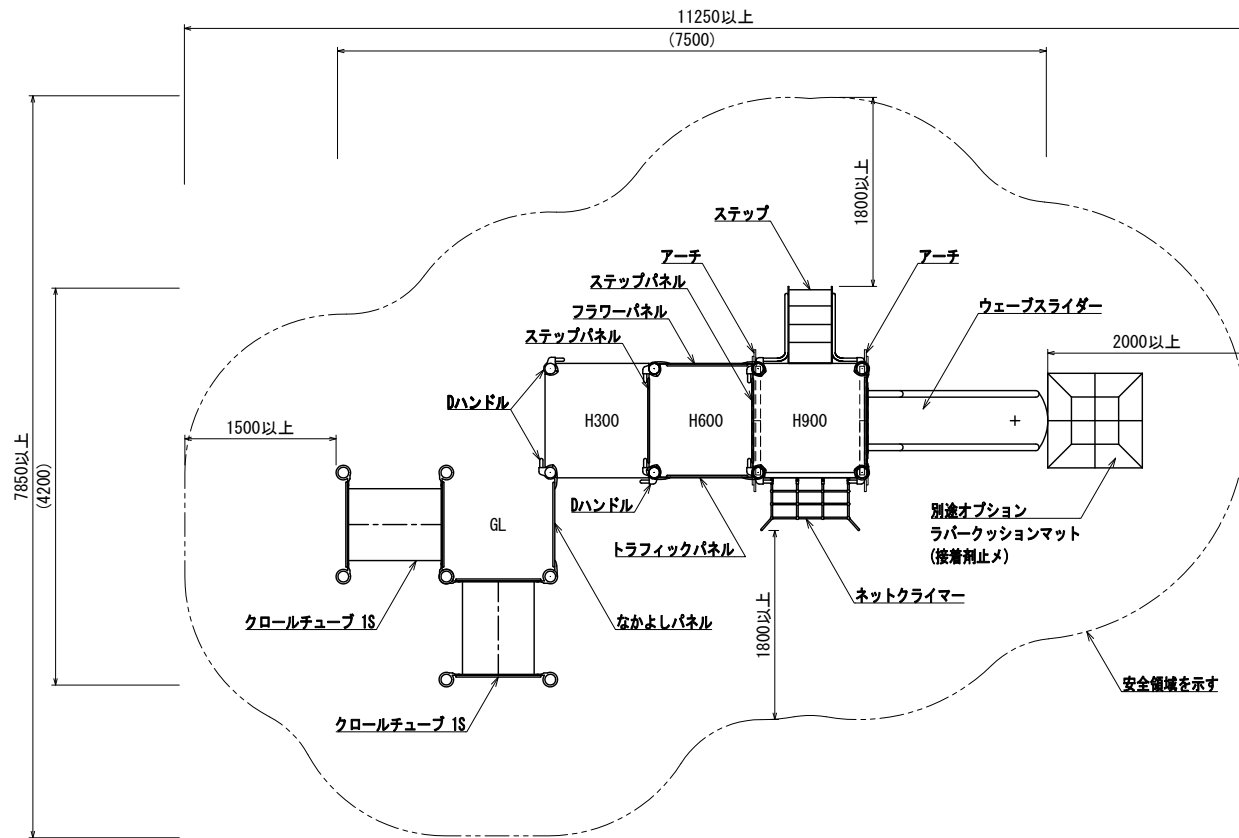 11250以上
(7500)
1800以上
ステップ
アーチ
アーチ
ステップパネル
フラワーパネル
ステップパネル
ウェーブスライダー
2000以上
Dハンドル
H300
H600
H900
+
1500以上
7850以上
(4200)
GL
Dハンドル
トラフィックパネル
別途オプション
ラバークッションマット
(接着剤止メ)
ネットクライマー
クロールチューブ 1S
なかよしパネル
1800以上
安全領域を示す
クロールチューブ 1S